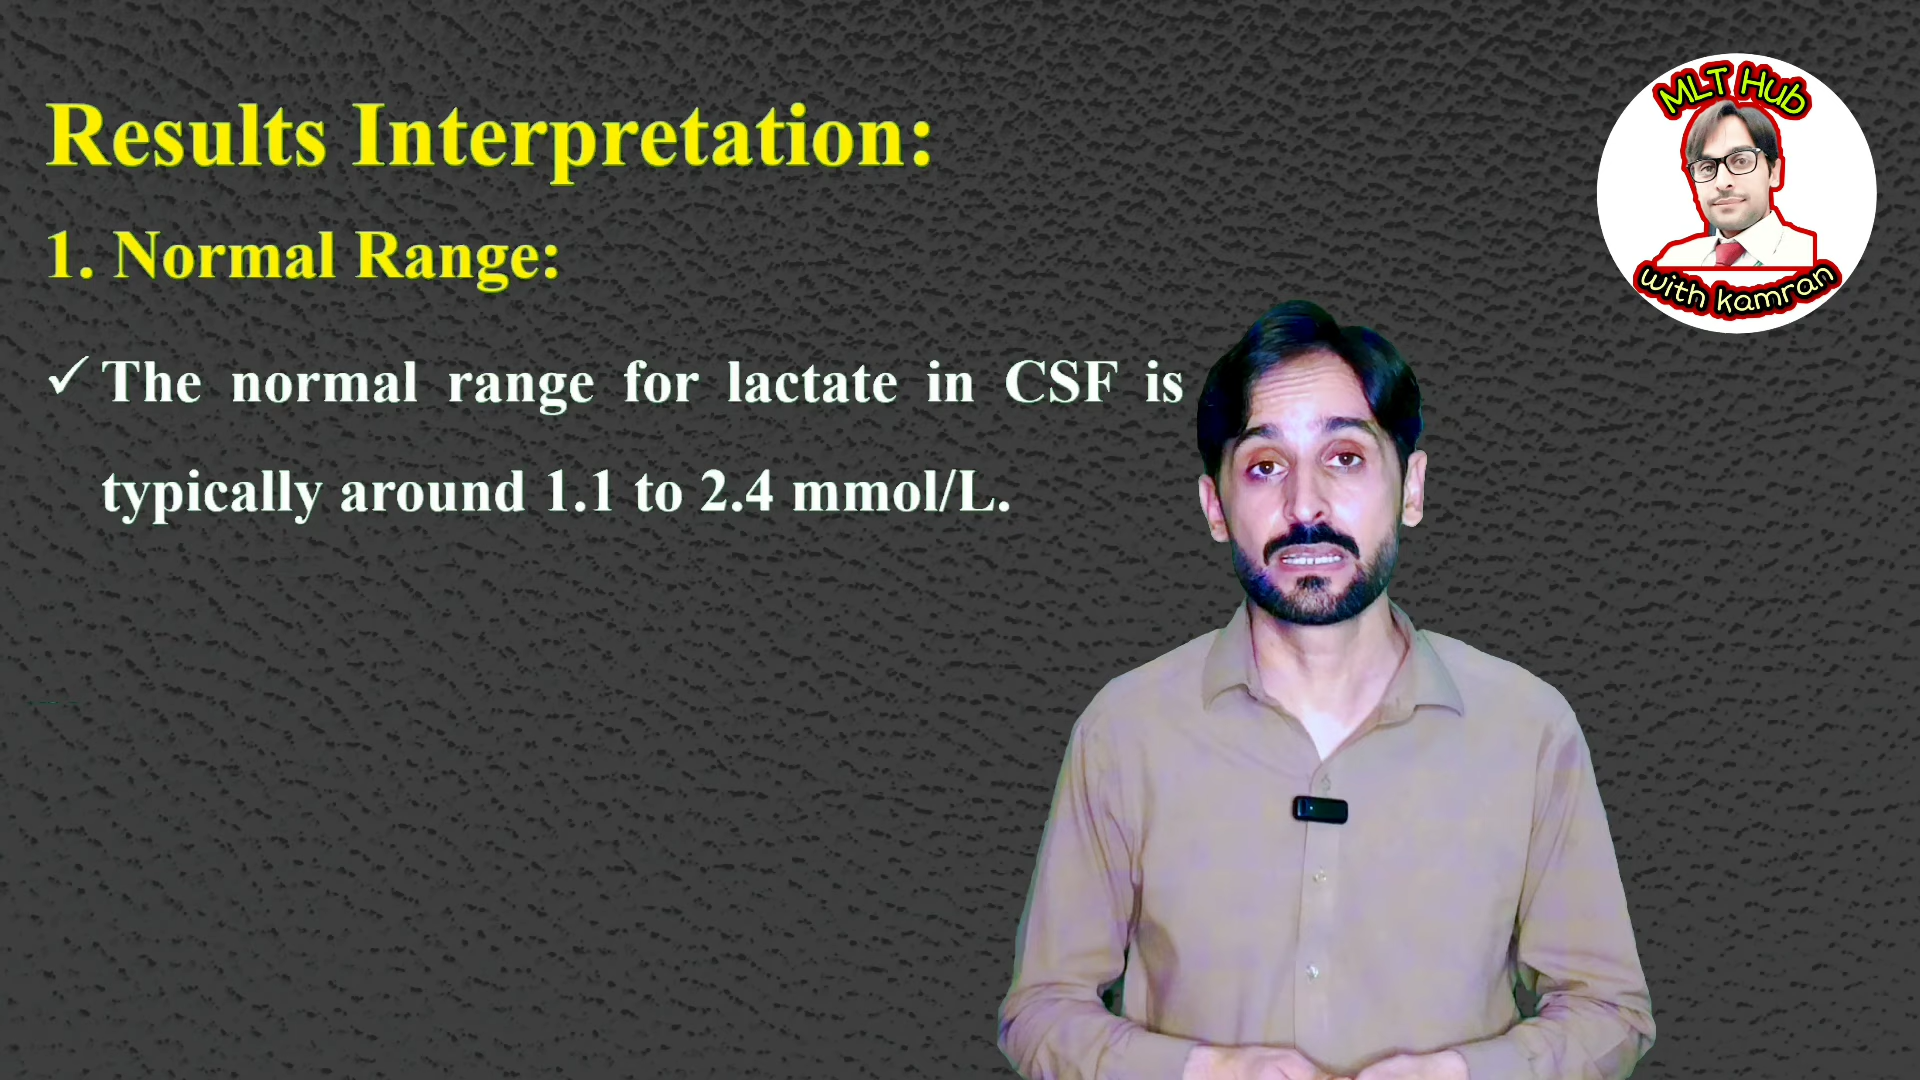 Results Interpretation:
1. Normal Range:
✓ The normal range for lactate in CSF is
typically around 1.1 to 2.4 mmol/L.
MLT Hub
with kamran